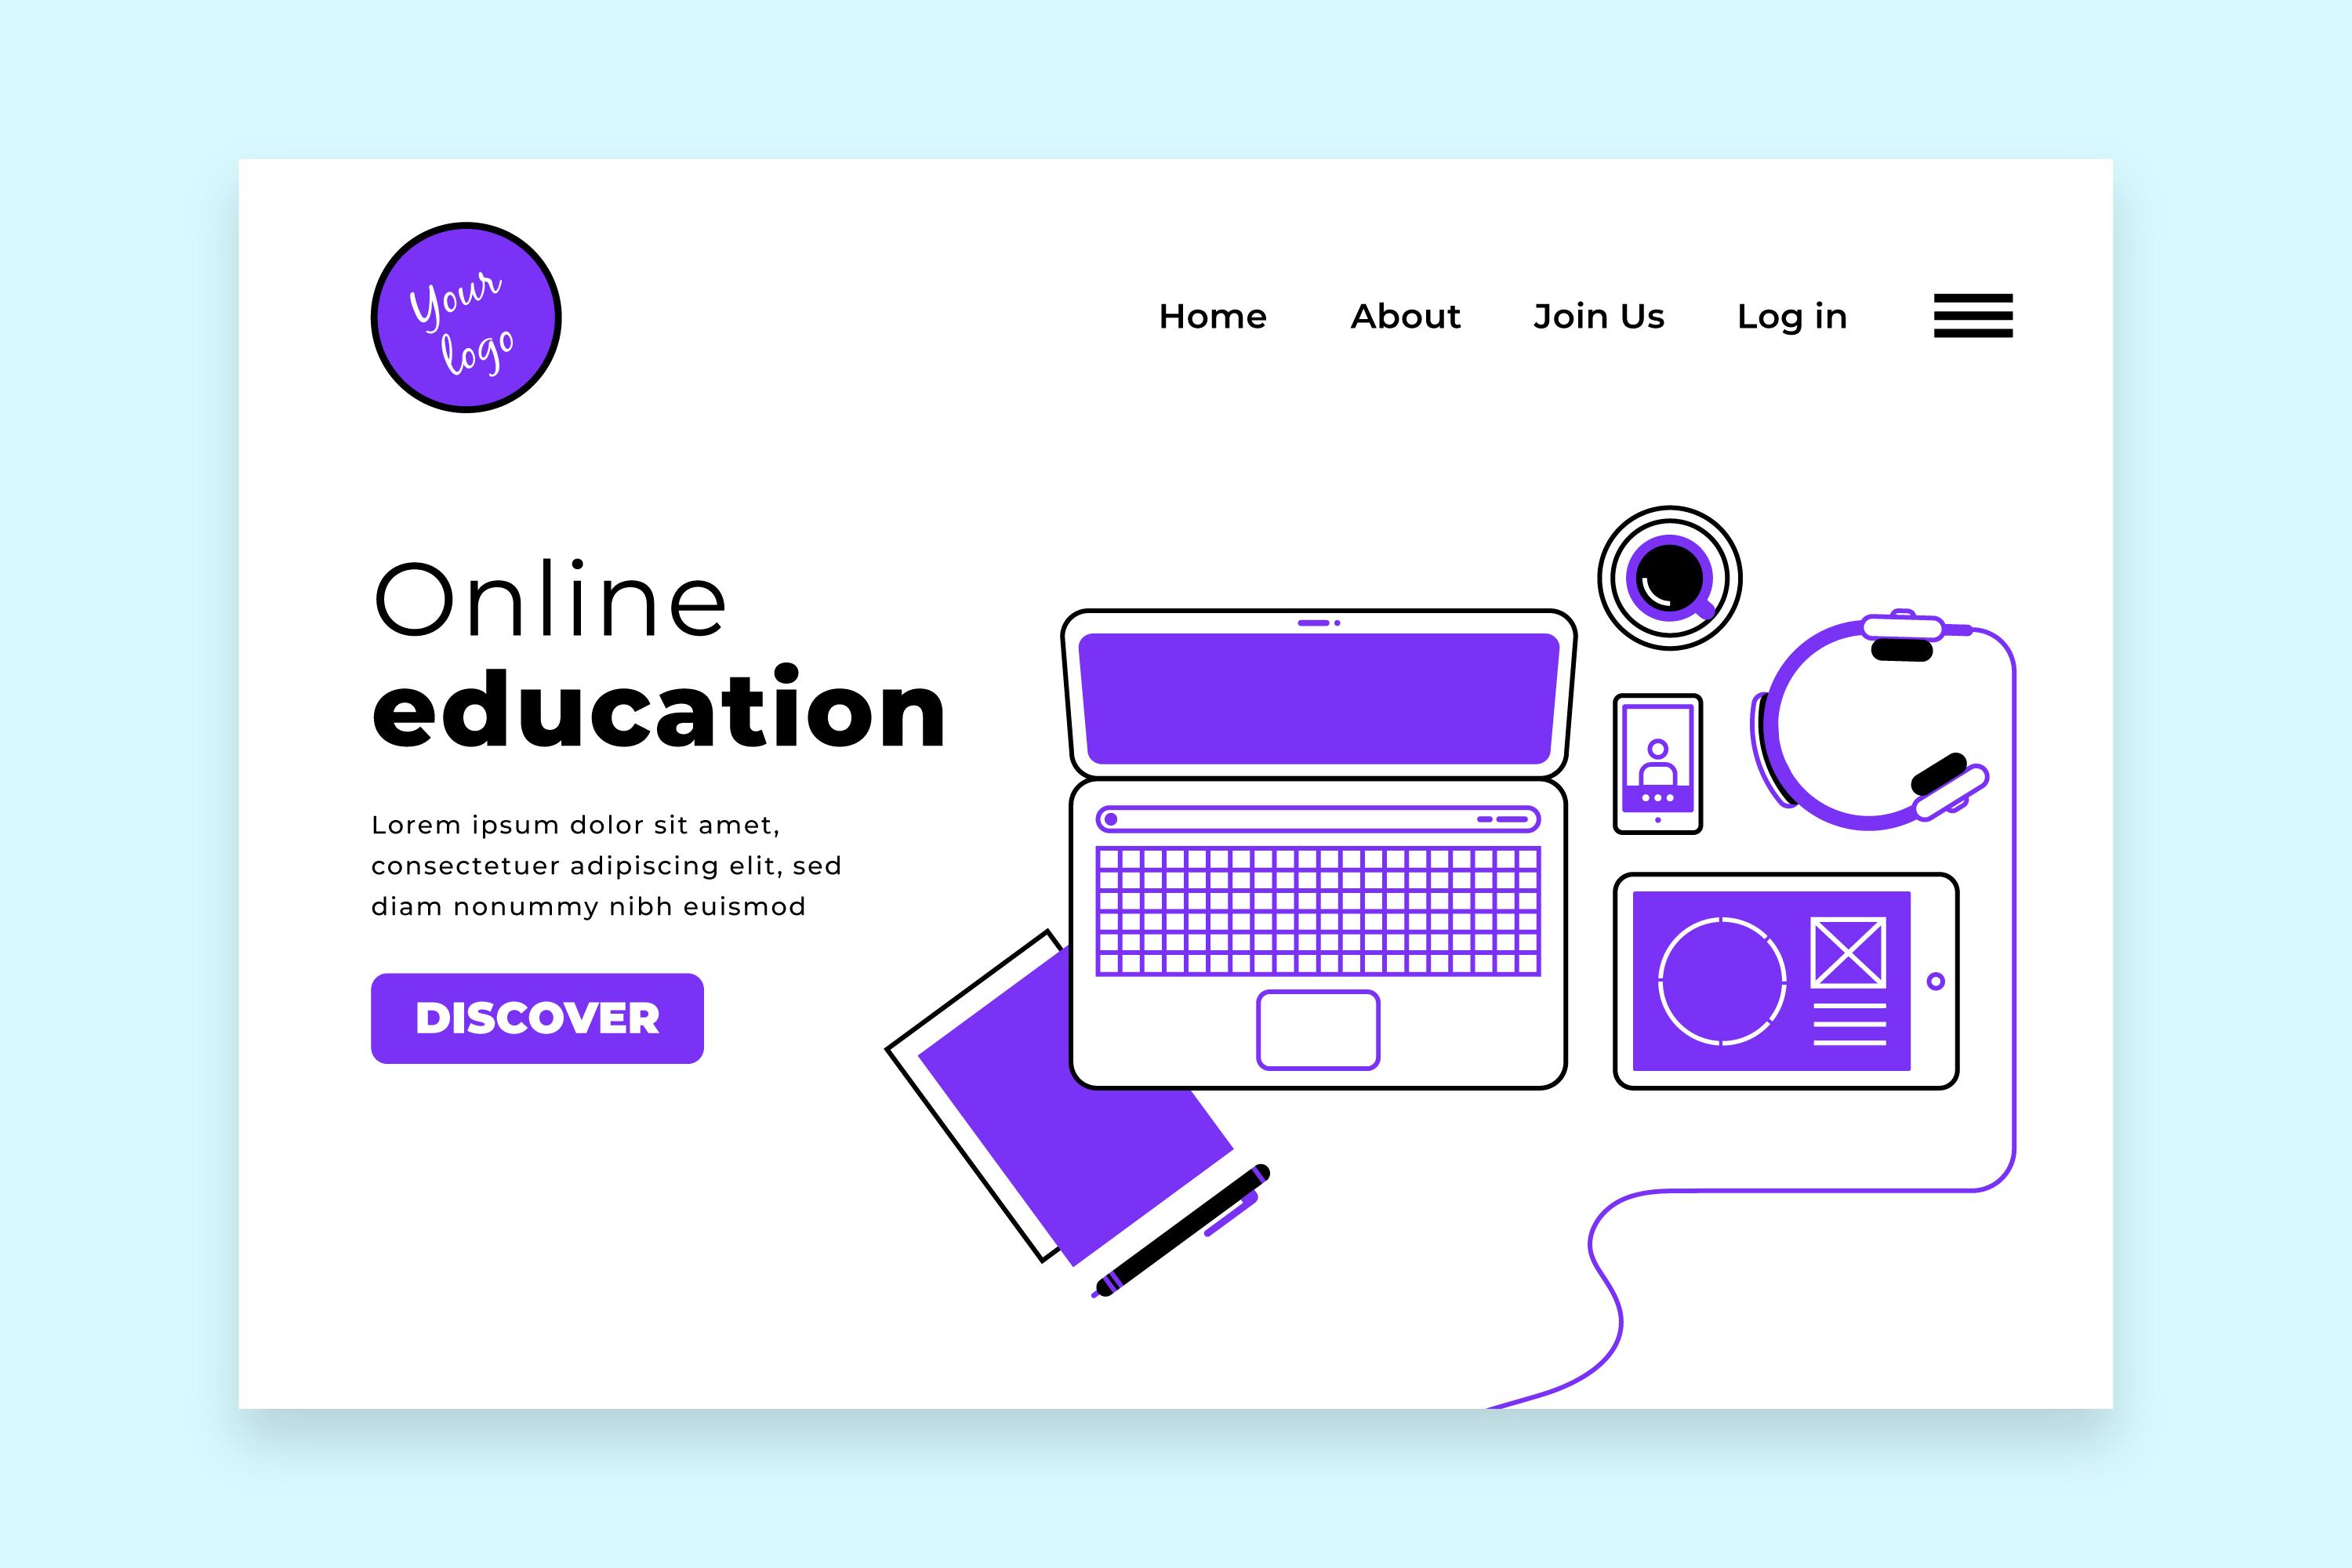 Your
logo
Home About Join Us Log in
Online
education
Lorem ipsum dolor sit amet,
consectetuer adipiscing elit, sed
diam nonummy nibh euismod
DISCOVER